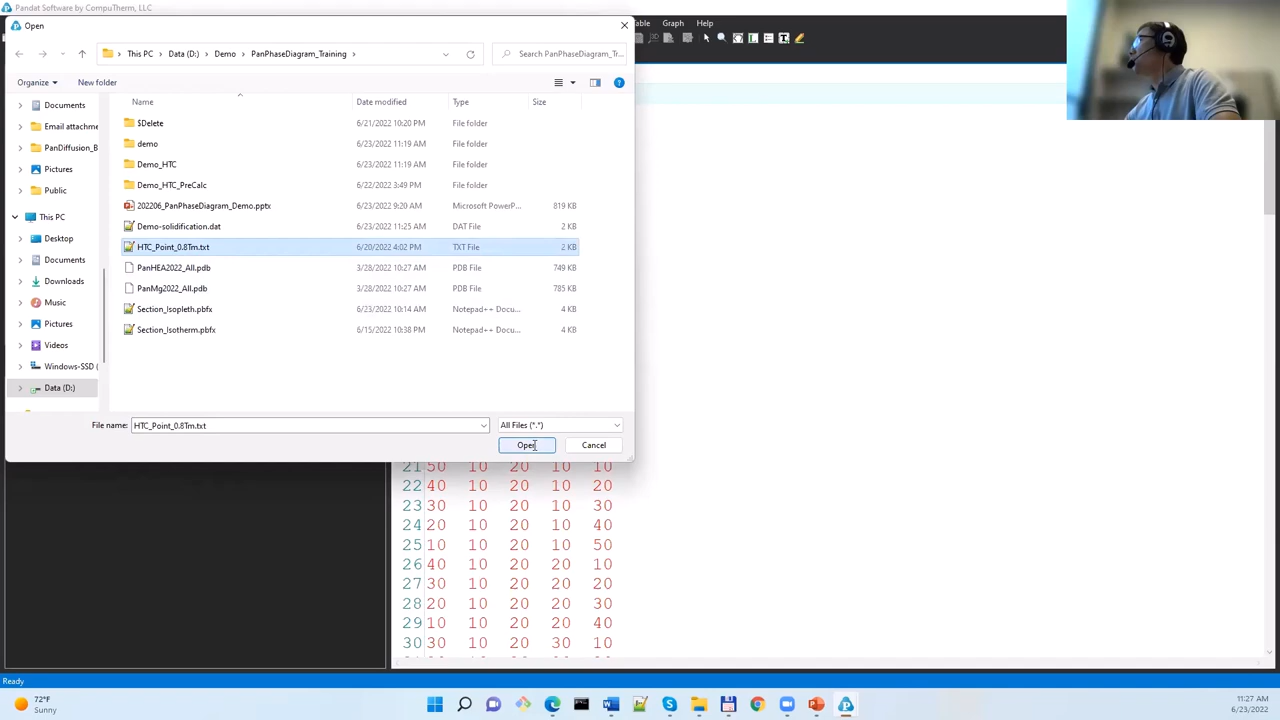 Pandat Software by CompuTherm, LLC
Open
Table Graph Help
This PC > Data (D:) > Demo > PanPhaseDiagram_Training >
Search PanPhaseDiagram_Tr...
Organize New folder
Name Date modified Type Size
Documents
Email attachme
PanDiffusion_B
Pictures
Public
This PC
Desktop
Documents
Downloads
Music
Pictures
Videos
Windows-SSD (
Data (D:)
$Delete 6/21/2022 10:20 PM File folder
demo 6/23/2022 11:19 AM File folder
Demo_HTC 6/23/2022 11:19 AM File folder
Demo_HTC_PreCalc 6/22/2022 3:49 PM File folder
202206_PanPhaseDiagram_Demo.pptx 6/23/2022 9:20 AM Microsoft PowerP... 819 KB
Demo-solidification.dat 6/23/2022 11:25 AM DAT File 2 KB
HTC_Point_0.8Tm.txt 6/20/2022 4:02 PM TXT File 2 KB
PanHEA2022_All.pdb 3/28/2022 10:27 AM PDB File 749 KB
PanMg2022_All.pdb 3/28/2022 10:27 AM PDB File 785 KB
Section_Isopleth.pbfx 6/23/2022 10:14 AM Notepad++ Docu... 4 KB
Section_Isotherm.pbfx 6/15/2022 10:38 PM Notepad++ Docu... 4 KB
File name: HTC_Point_0.8Tm.txt All Files (*.*)
Open Cancel
21 50 10 20 10 10
22 40 10 20 10 20
23 30 10 20 10 30
24 20 10 20 10 40
25 10 10 20 10 50
26 40 10 20 20 10
27 30 10 20 20 20
28 20 10 20 20 30
29 10 10 20 20 40
30 30 10 20 30 10
Ready
72°F
Sunny
11:27 AM
6/23/2022